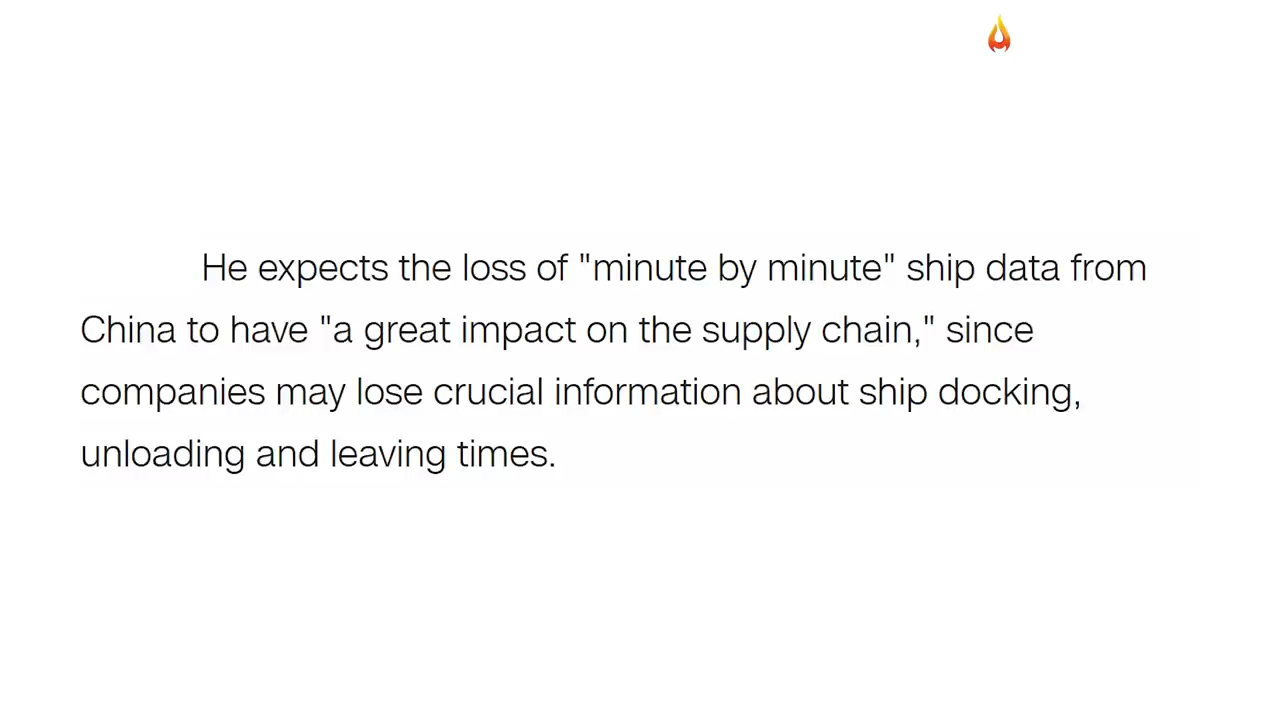 He expects the loss of "minute by minute" ship data from
China to have "a great impact on the supply chain," since
companies may lose crucial information about ship docking,
unloading and leaving times.